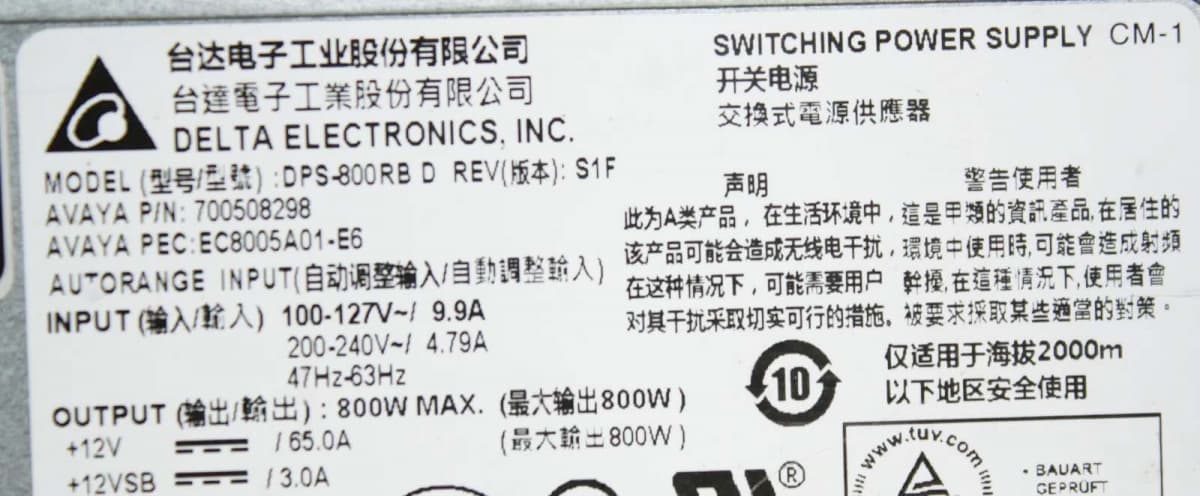 台达电子工业股份有限公司
台達電子工業股份有限公司
DELTA ELECTRONICS, INC.
SWITCHING POWER SUPPLY CM-1
开关电源
交換式電源供應器
MODEL (型号/型號) :DPS-800RB D REV(版本): S1F
AVAYA P/N: 700508298
AVAYA PEC:EC8005A01-E6
AUTORANGE INPUT(自动调整输入/自動調整輸入)
INPUT (输入/輸入) 100-127V~/ 9.9A
200-240V~/ 4.79A
47Hz-63Hz
OUTPUT (输出/輸出) : 800W MAX. (最大输出800W)
(最大輸出800W)
+12V / 65.0A
+12VSB / 3.0A
声明
此为A类产品，在生活环境中，
该产品可能会造成无线电干扰，
在这种情况下，可能需要用户
对其干扰采取切实可行的措施。
警告使用者
這是甲類的資訊產品,在居住的
環境中使用時,可能會造成射頻
幹擾,在這種情況下,使用者會
被要求採取某些適當的對策。
10
仅适用于海拔2000m
以下地区安全使用
www.tuv.com
- BAUART
GEPRÜFT
®